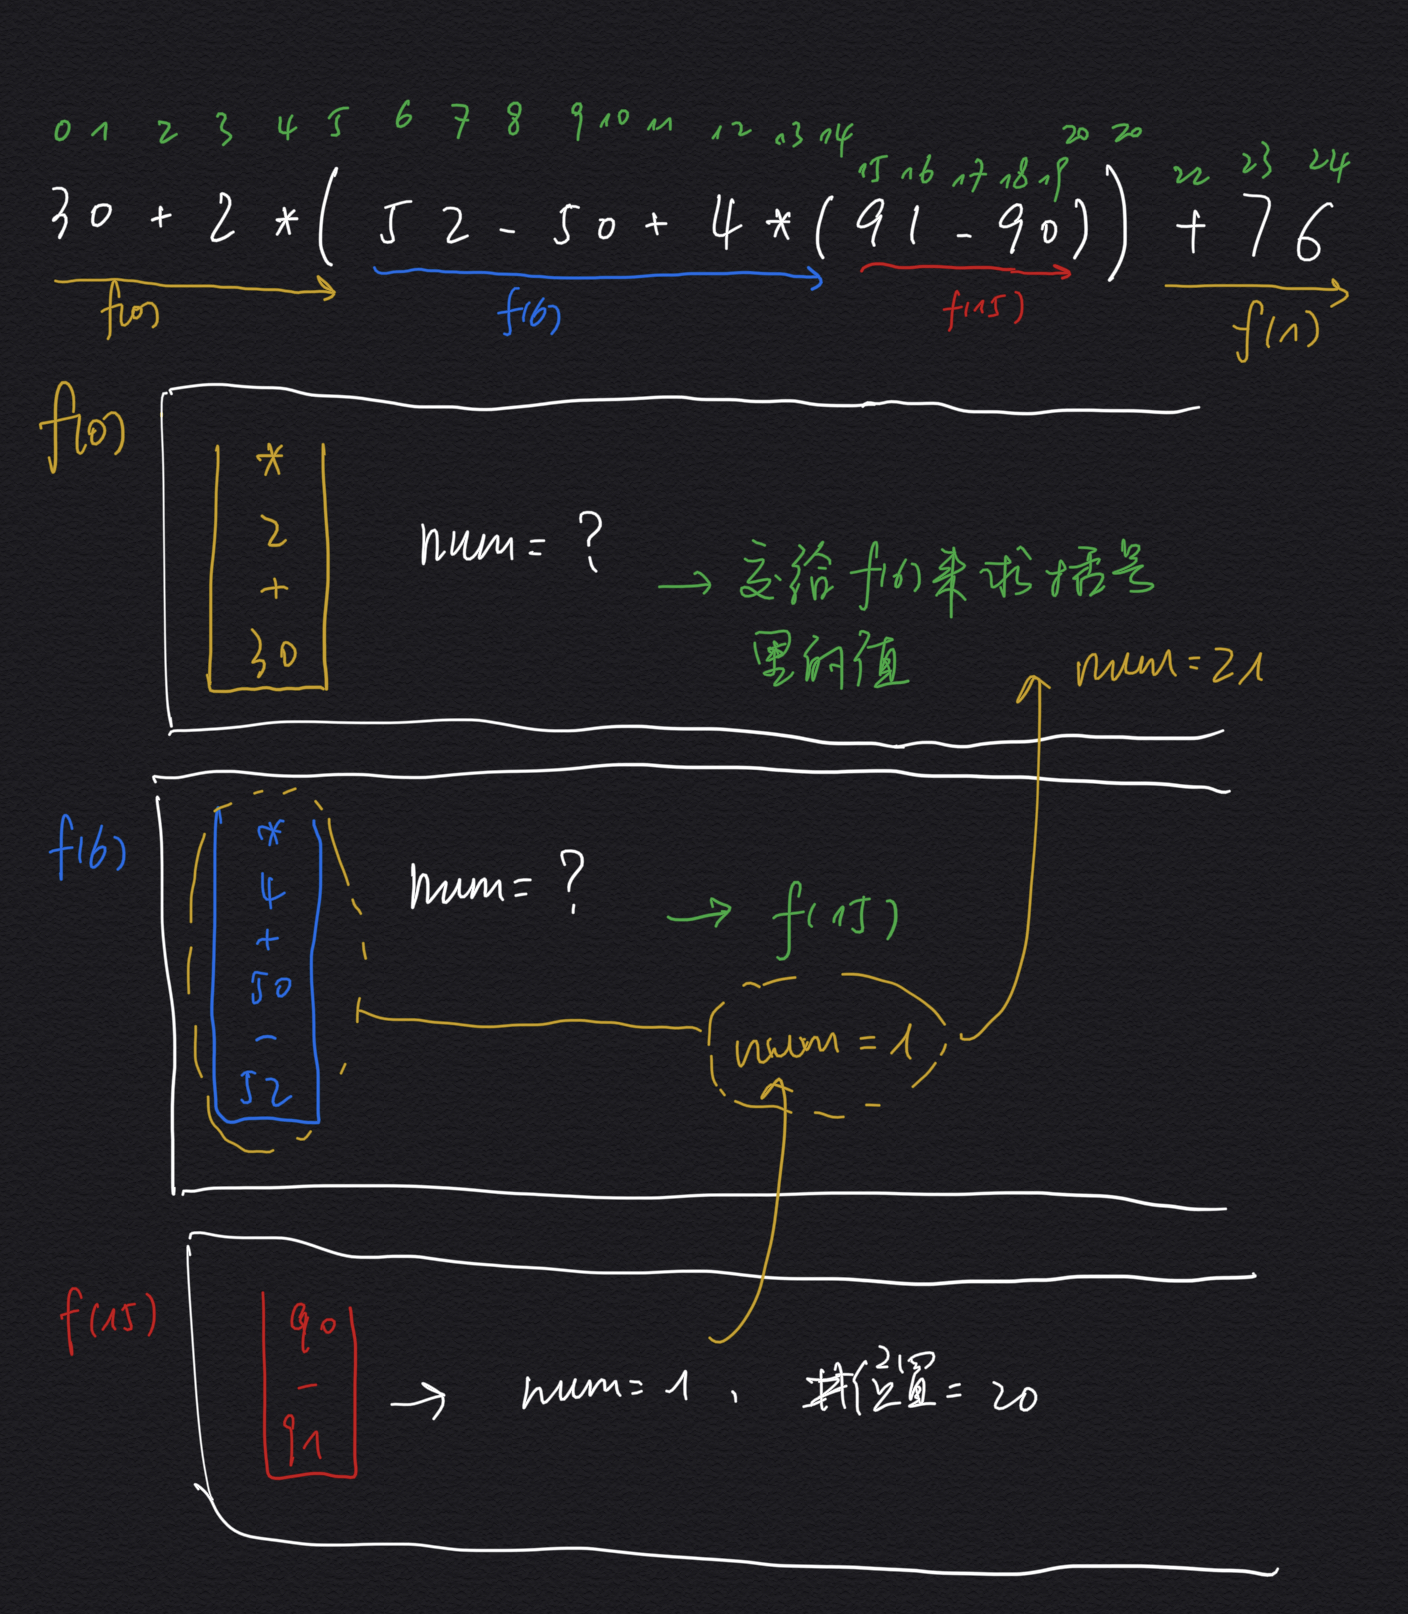 0 1 2 3 4 5 6 7 8 9 10 11 12 13 14 15 16 17 18 19 20 20 22 23 24
30 + 2 * ( 52 - 50 + 4 * ( 91 - 90 ) ) + 76
f(0) f(6) f(15) f(1)
f(0)
*
2
+
30
num = ?
→ 交给 f(6) 来求括号
里的值
num = 21
f(6)
*
4
+
50
-
52
num = ?
→ f(15)
num = 1
f(15)
90
-
91
→ num = 1 , 位置 = 20